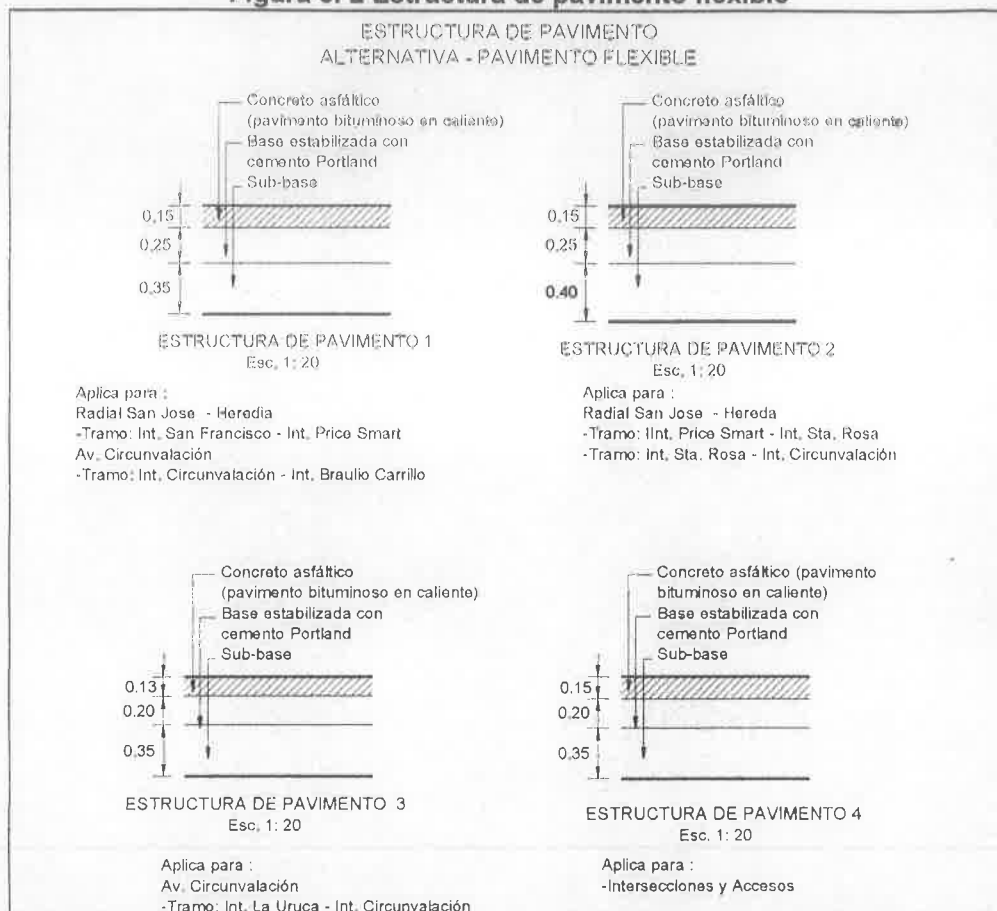 Figura 3. 2 Estructura de pavimento flexible
ESTRUCTURA DE PAVIMENTO
ALTERNATIVA - PAVIMENTO FLEXIBLE
Concreto asfáltico
(pavimento bituminoso en caliente)
Base estabilizada con
cemento Portland
Sub-base
0,15
0,25
0,35
ESTRUCTURA DE PAVIMENTO 1
Esc. 1: 20
Aplica para :
Radial San Jose - Heredia
-Tramo: Int. San Francisco - Int. Price Smart
Av. Circunvalación
-Tramo: Int. Circunvalación - Int. Braulio Carrillo
Concreto asfáltico
(pavimento bituminoso en caliente)
Base estabilizada con
cemento Portland
Sub-base
0,15
0,25
0.40
ESTRUCTURA DE PAVIMENTO 2
Esc. 1: 20
Aplica para :
Radial San Jose - Hereda
-Tramo: IInt. Price Smart - Int. Sta. Rosa
-Tramo: Int. Sta. Rosa - Int. Circunvalación
Concreto asfáltico
(pavimento bituminoso en caliente)
Base estabilizada con
cemento Portland
Sub-base
0.13
0.20
0,35
ESTRUCTURA DE PAVIMENTO 3
Esc. 1: 20
Aplica para :
Av. Circunvalación
-Tramo: Int. La Uruca - Int. Circunvalación
Concreto asfáltico (pavimento
bituminoso en caliente)
Base estabilizada con
cemento Portland
Sub-base
0.15
0.20
0,35
ESTRUCTURA DE PAVIMENTO 4
Esc. 1: 20
Aplica para :
-Intersecciones y Accesos